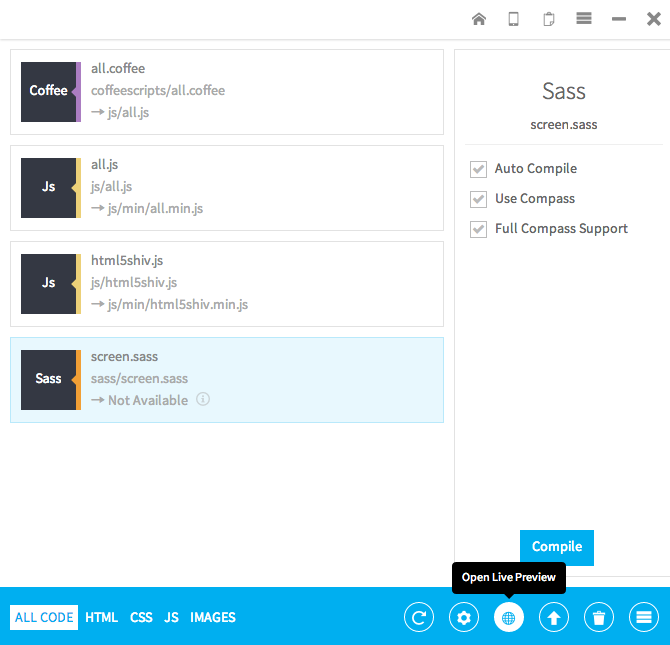 Coffee
all.coffee
coffeescripts/all.coffee
→ js/all.js
Js
all.js
js/all.js
→ js/min/all.min.js
Js
html5shiv.js
js/html5shiv.js
→ js/min/html5shiv.min.js
Sass
screen.sass
sass/screen.sass
→ Not Available
Sass
screen.sass
Auto Compile
Use Compass
Full Compass Support
Compile
Open Live Preview
ALL CODE HTML CSS JS IMAGES